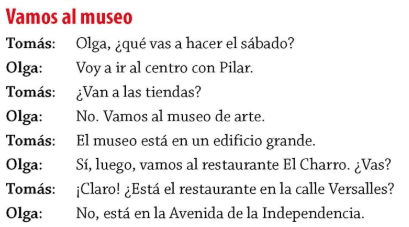 Vamos al museo
Tomás: Olga, ¿qué vas a hacer el sábado?
Olga: Voy a ir al centro con Pilar.
Tomás: ¿Van a las tiendas?
Olga: No. Vamos al museo de arte.
Tomás: El museo está en un edificio grande.
Olga: Sí, luego, vamos al restaurante El Charro. ¿Vas?
Tomás: ¡Claro! ¿Está el restaurante en la calle Versalles?
Olga: No, está en la Avenida de la Independencia.